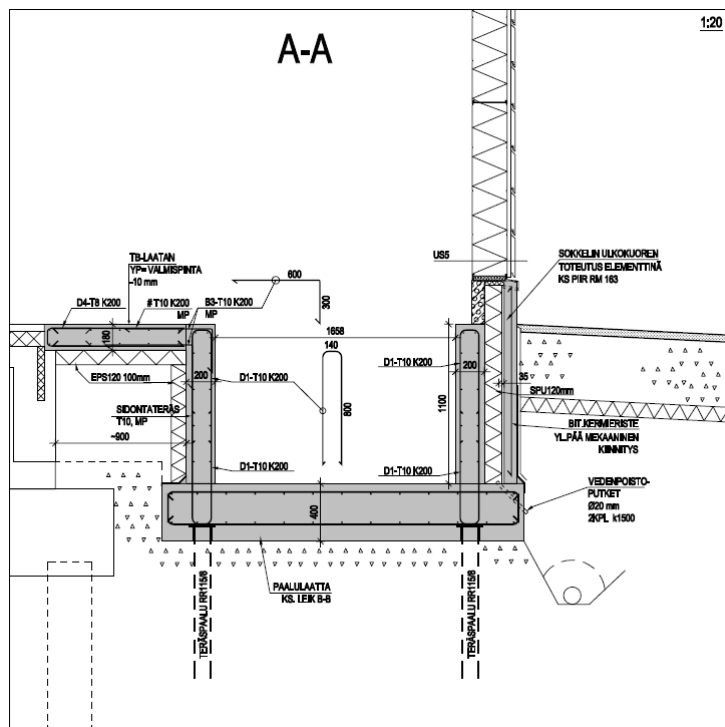 A-A
1:20
TB-LAATAN
YP= VALMISPINTA
-10 mm
D4-T8 K200
# T10 K200
MP
B3-T10 K200
MP
600
300
US5
SOKKELIN ULKOKUOREN
TOTEUTUS ELEMENTTINÄ
KS PIIR RM 163
180
1658
140
EPS120 100mm
200
D1-T10 K200
800
D1-T10 K200
200
1100
35
SPU120mm
SIDONTATERÄS
T10, MP
~900
BIT.KERMIERISTE
YLPÄÄ MEKAANINEN
KIINNITYS
D1-T10 K200
D1-T10 K200
VEDENPOISTO-
PUTKET
Ø20 mm
2KPL k1500
400
PAALULAATTA
KS. LEIK B-B
TERÄSPAALU RR115/8
TERÄSPAALU RR115/8